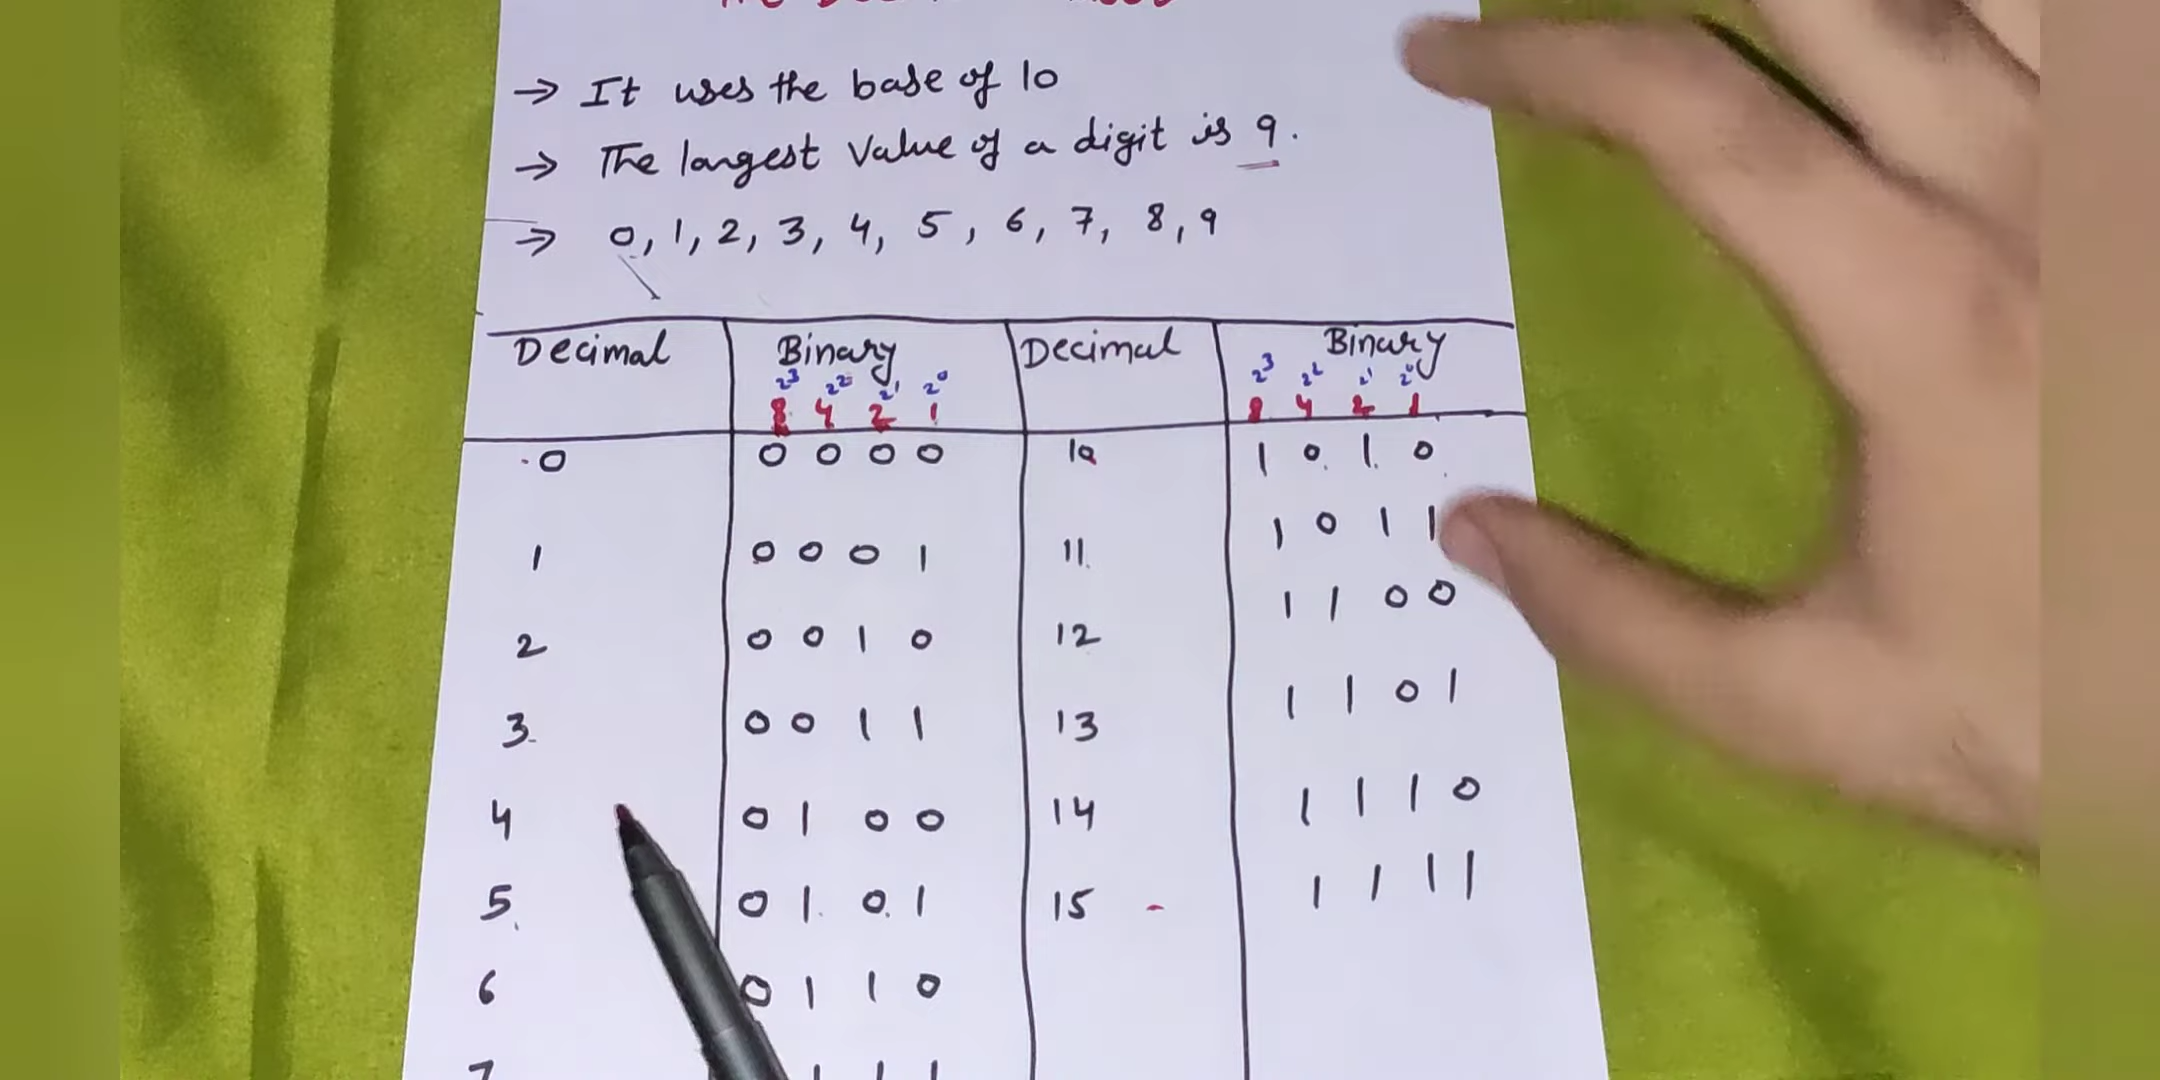 → It uses the base of 10
→ The largest value of a digit is 9.
→ 0, 1, 2, 3, 4, 5, 6, 7, 8, 9
Decimal Binary Decimal Binary
2³ 2² 2¹ 2⁰ 2³ 2² 2¹ 2⁰
8 4 2 1 8 4 2 1
0 0 0 0 0 10 1 0 1 0
1 0 0 0 1 11 1 0 1 1
2 0 0 1 0 12 1 1 0 0
3 0 0 1 1 13 1 1 0 1
4 0 1 0 0 14 1 1 1 0
5 0 1 0 1 15 1 1 1 1
6 0 1 1 0
7 1 1 1